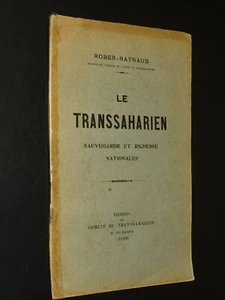 ROBER-RAYNAUD
LE
TRANSSAHARIEN
SAUVEGARDE ET RICHESSE
NATIONALES
COMITÉ DU TRANSSAHARIEN
PARIS